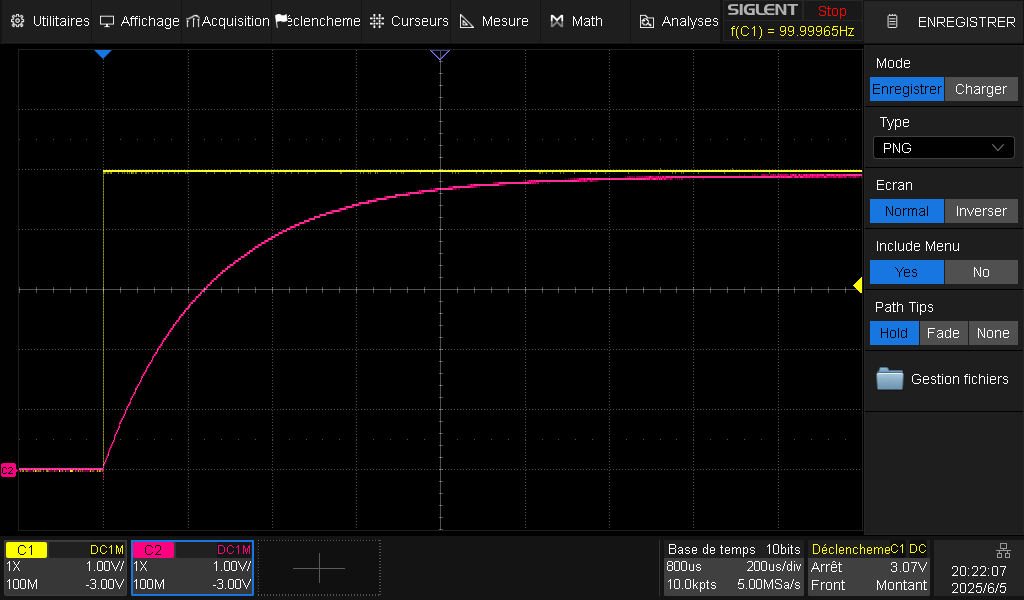 Utilitaires Affichage Acquisition éclenchement Curseurs Mesure Math Analyses
SIGLENT Stop
f(C1) = 99.99965Hz
ENREGISTRER
Mode
Enregistrer Charger
Type
PNG
Ecran
Normal Inverser
Include Menu
Yes No
Path Tips
Hold Fade None
Gestion fichiers
C2
C1 DC1M
1X 1.00V/
100M -3.00V
C2 DC1M
1X 1.00V/
100M -3.00V
Base de temps 10bits
800us 200us/div
10.0kpts 5.00MSa/s
Déclencheme C1 DC
Arrêt 3.07V
Front Montant
20:22:07
2025/6/5